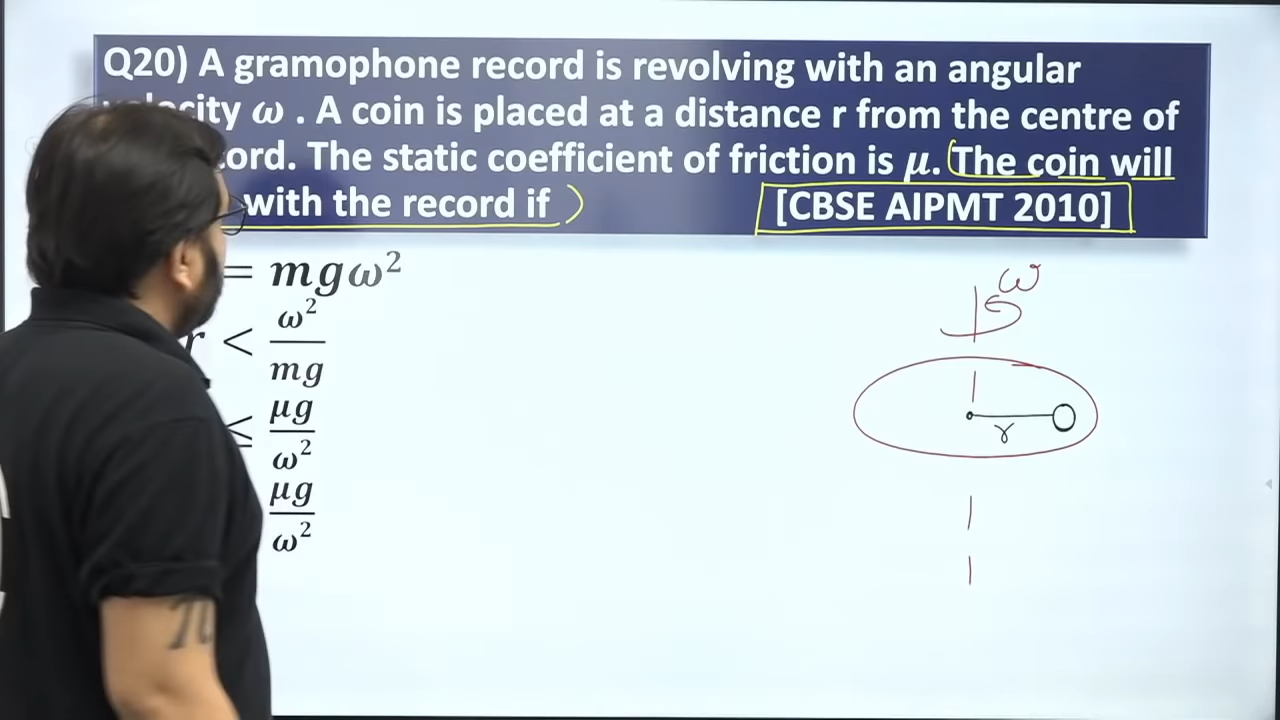 Q20) A gramophone record is revolving with an angular
ω . A coin is placed at a distance r from the centre of
The static coefficient of friction is μ. The coin will
with the record if [CBSE AIPMT 2010]
= mgω²
r < ω²/mg
≤ μg/ω²
μg/ω²
ω
r
π